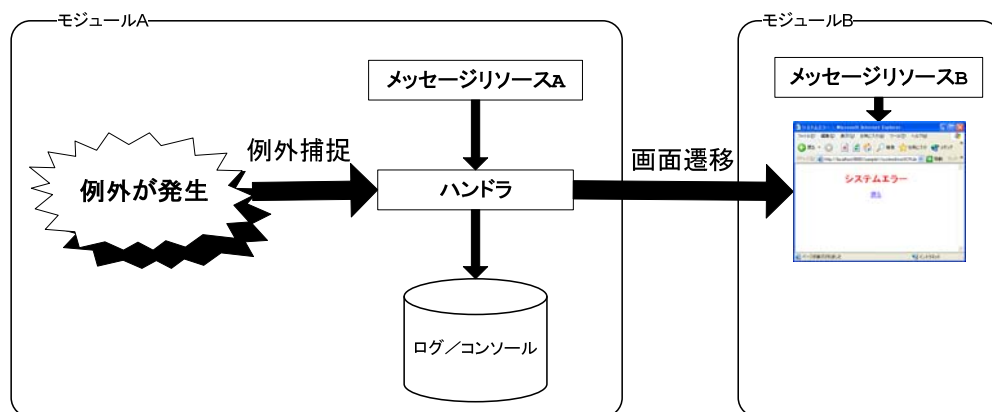 モジュールA
モジュールB
メッセージリソースA
メッセージリソースB
例外捕捉
画面遷移
例外が発生
ハンドラ
システムエラー
戻る
ログ／コンソール